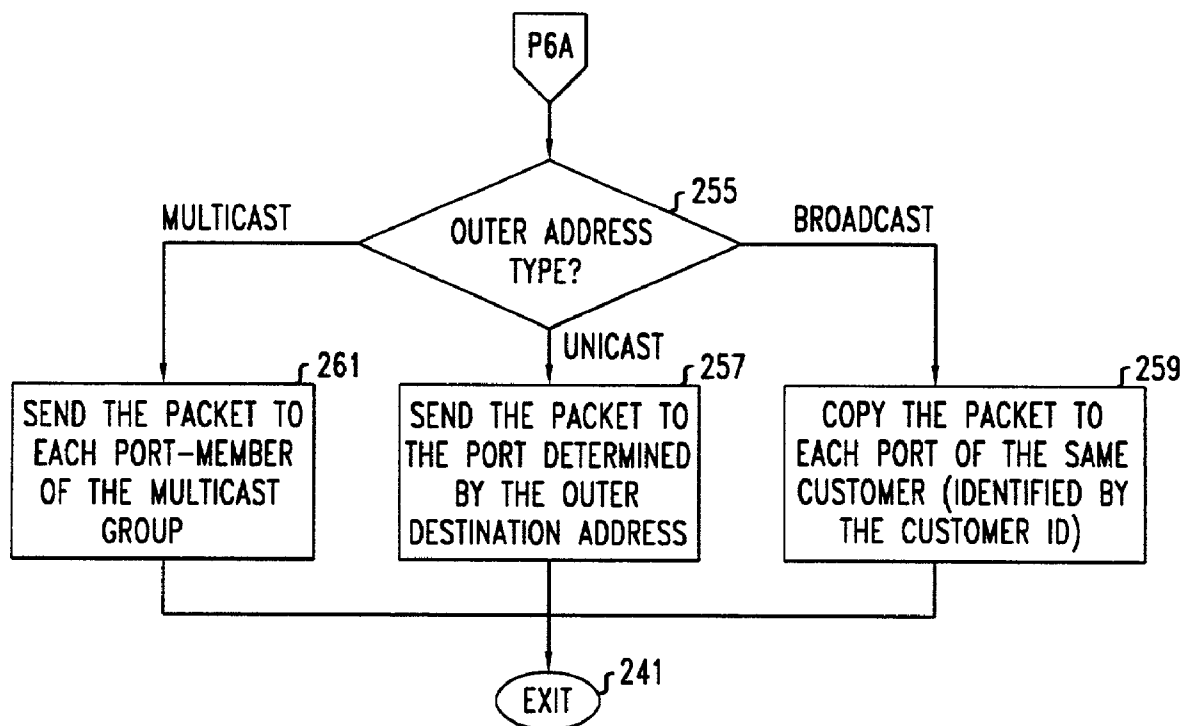 P6A
255
MULTICAST
BROADCAST
OUTER ADDRESS
TYPE?
UNICAST
261
SEND THE PACKET TO
EACH PORT-MEMBER
OF THE MULTICAST
GROUP
257
SEND THE PACKET TO
THE PORT DETERMINED
BY THE OUTER
DESTINATION ADDRESS
259
COPY THE PACKET TO
EACH PORT OF THE SAME
CUSTOMER (IDENTIFIED BY
THE CUSTOMER ID)
EXIT
241